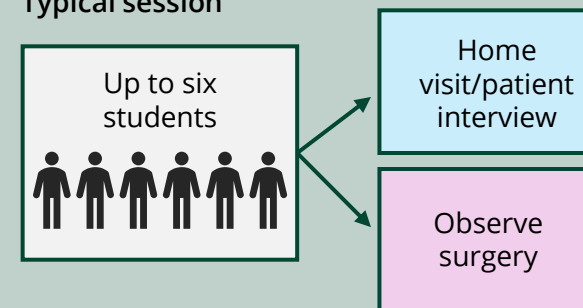 Typical session
Up to six
students
Home
visit/patient
interview
Observe
surgery